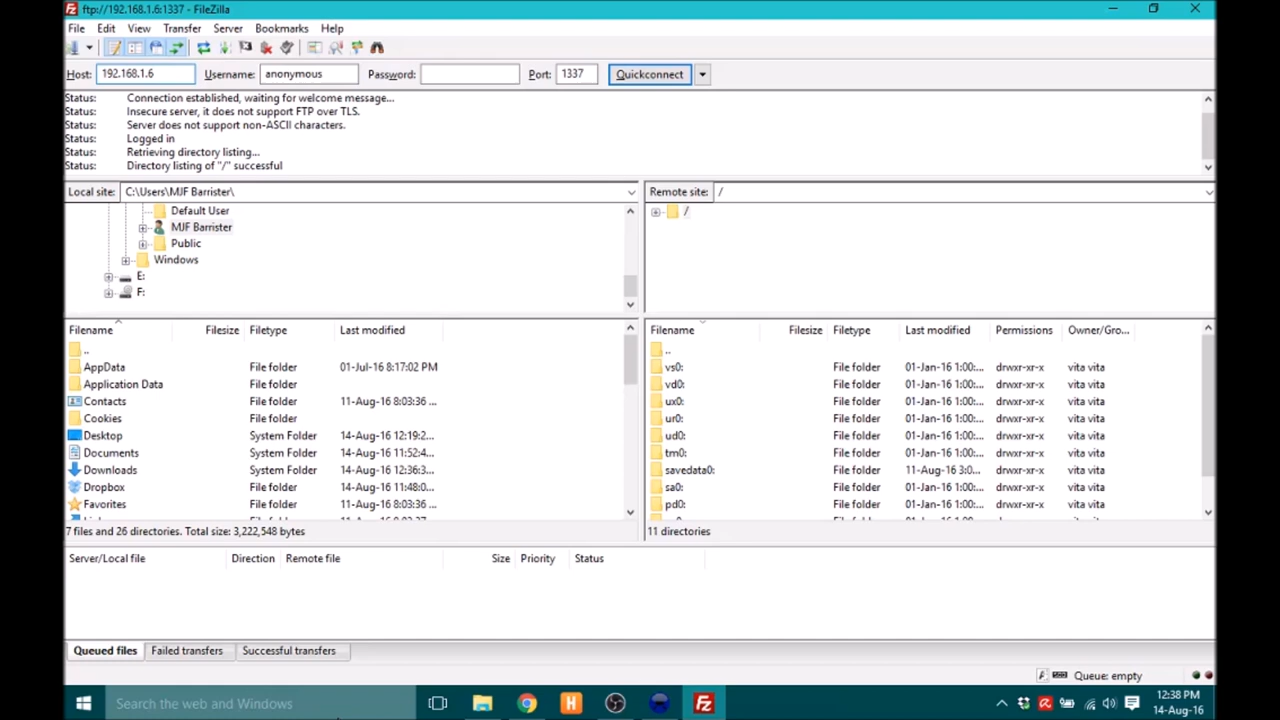 ftp://192.168.1.6:1337 - FileZilla
File Edit View Transfer Server Bookmarks Help
Host: 192.168.1.6 Username: anonymous Password: Port: 1337 Quickconnect
Status: Connection established, waiting for welcome message...
Status: Insecure server, it does not support FTP over TLS.
Status: Server does not support non-ASCII characters.
Status: Logged in
Status: Retrieving directory listing...
Status: Directory listing of "/" successful
Local site: C:\Users\MJF Barrister\
Default User
MJF Barrister
Public
Windows
E:
F:
Filename Filesize Filetype Last modified
..
AppData File folder 01-Jul-16 8:17:02 PM
Application Data File folder
Contacts File folder 11-Aug-16 8:03:36 ...
Cookies File folder
Desktop System Folder 14-Aug-16 12:19:2...
Documents System Folder 14-Aug-16 11:52:4...
Downloads System Folder 14-Aug-16 12:36:3...
Dropbox File folder 14-Aug-16 11:48:0...
Favorites File folder 11-Aug-16 8:03:36 ...
7 files and 26 directories. Total size: 3,222,548 bytes
Remote site: /
/
Filename Filesize Filetype Last modified Permissions Owner/Gro...
..
vs0: File folder 01-Jan-16 1:00:... drwxr-xr-x vita vita
vd0: File folder 01-Jan-16 1:00:... drwxr-xr-x vita vita
ux0: File folder 01-Jan-16 1:00:... drwxr-xr-x vita vita
ur0: File folder 01-Jan-16 1:00:... drwxr-xr-x vita vita
ud0: File folder 01-Jan-16 1:00:... drwxr-xr-x vita vita
tm0: File folder 01-Jan-16 1:00:... drwxr-xr-x vita vita
savedata0: File folder 11-Aug-16 3:0... drwxr-xr-x vita vita
sa0: File folder 01-Jan-16 1:00:... drwxr-xr-x vita vita
pd0: File folder 01-Jan-16 1:00:... drwxr-xr-x vita vita
11 directories
Server/Local file Direction Remote file Size Priority Status
Queued files Failed transfers Successful transfers
Queue: empty
Search the web and Windows
12:38 PM
14-Aug-16